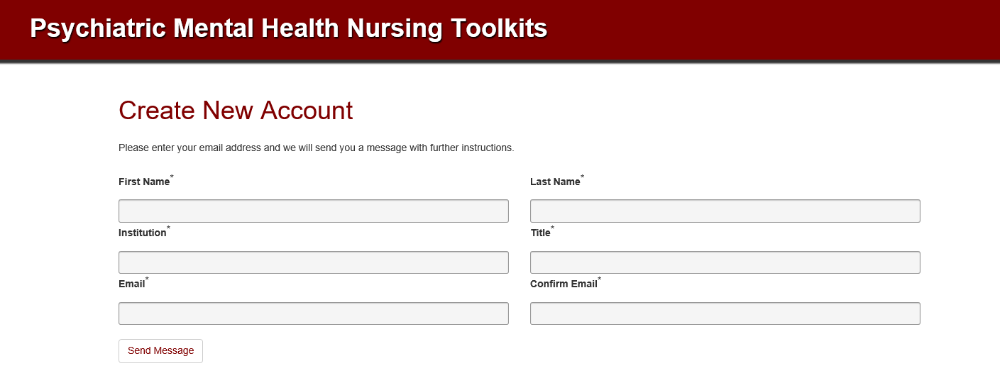 Psychiatric Mental Health Nursing Toolkits
Create New Account
Please enter your email address and we will send you a message with further instructions.
First Name*
Last Name*
Institution*
Title*
Email*
Confirm Email*
Send Message